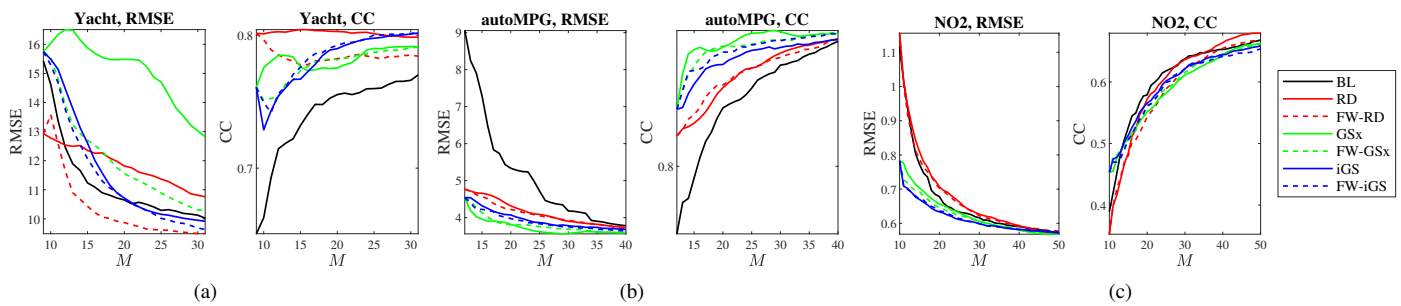 Yacht, RMSE
16
15
14
13
12
11
10
RMSE
10 15 20 25 30
M
Yacht, CC
0.8
0.7
CC
10 15 20 25 30
M
(a)
autoMPG, RMSE
9
8
7
6
5
4
RMSE
15 20 25 30 35 40
M
autoMPG, CC
0.8
CC
15 20 25 30 35 40
M
(b)
NO2, RMSE
1.1
1
0.9
0.8
0.7
0.6
RMSE
10 20 30 40 50
M
NO2, CC
0.6
0.5
0.4
CC
10 20 30 40 50
M
(c)
BL
RD
FW-RD
GSx
FW-GSx
iGS
FW-iGS